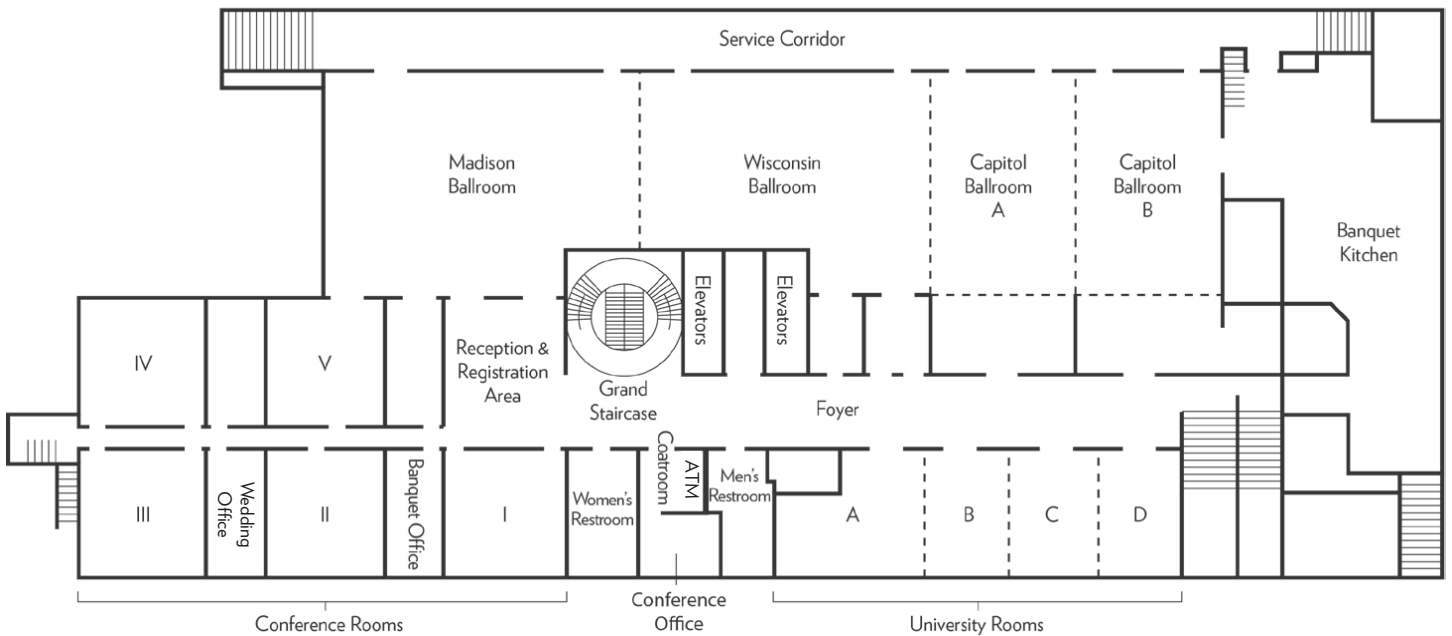 Service Corridor
Madison
Ballroom
Wisconsin
Ballroom
Capitol
Ballroom
A
Capitol
Ballroom
B
Banquet
Kitchen
Elevators
Elevators
IV
V
Reception &
Registration
Area
Grand
Staircase
Foyer
III
Wedding
Office
II
Banquet Office
I
Women's
Restroom
Coatroom
ATM
Men's
Restroom
A
B
C
D
Conference Rooms
Conference
Office
University Rooms